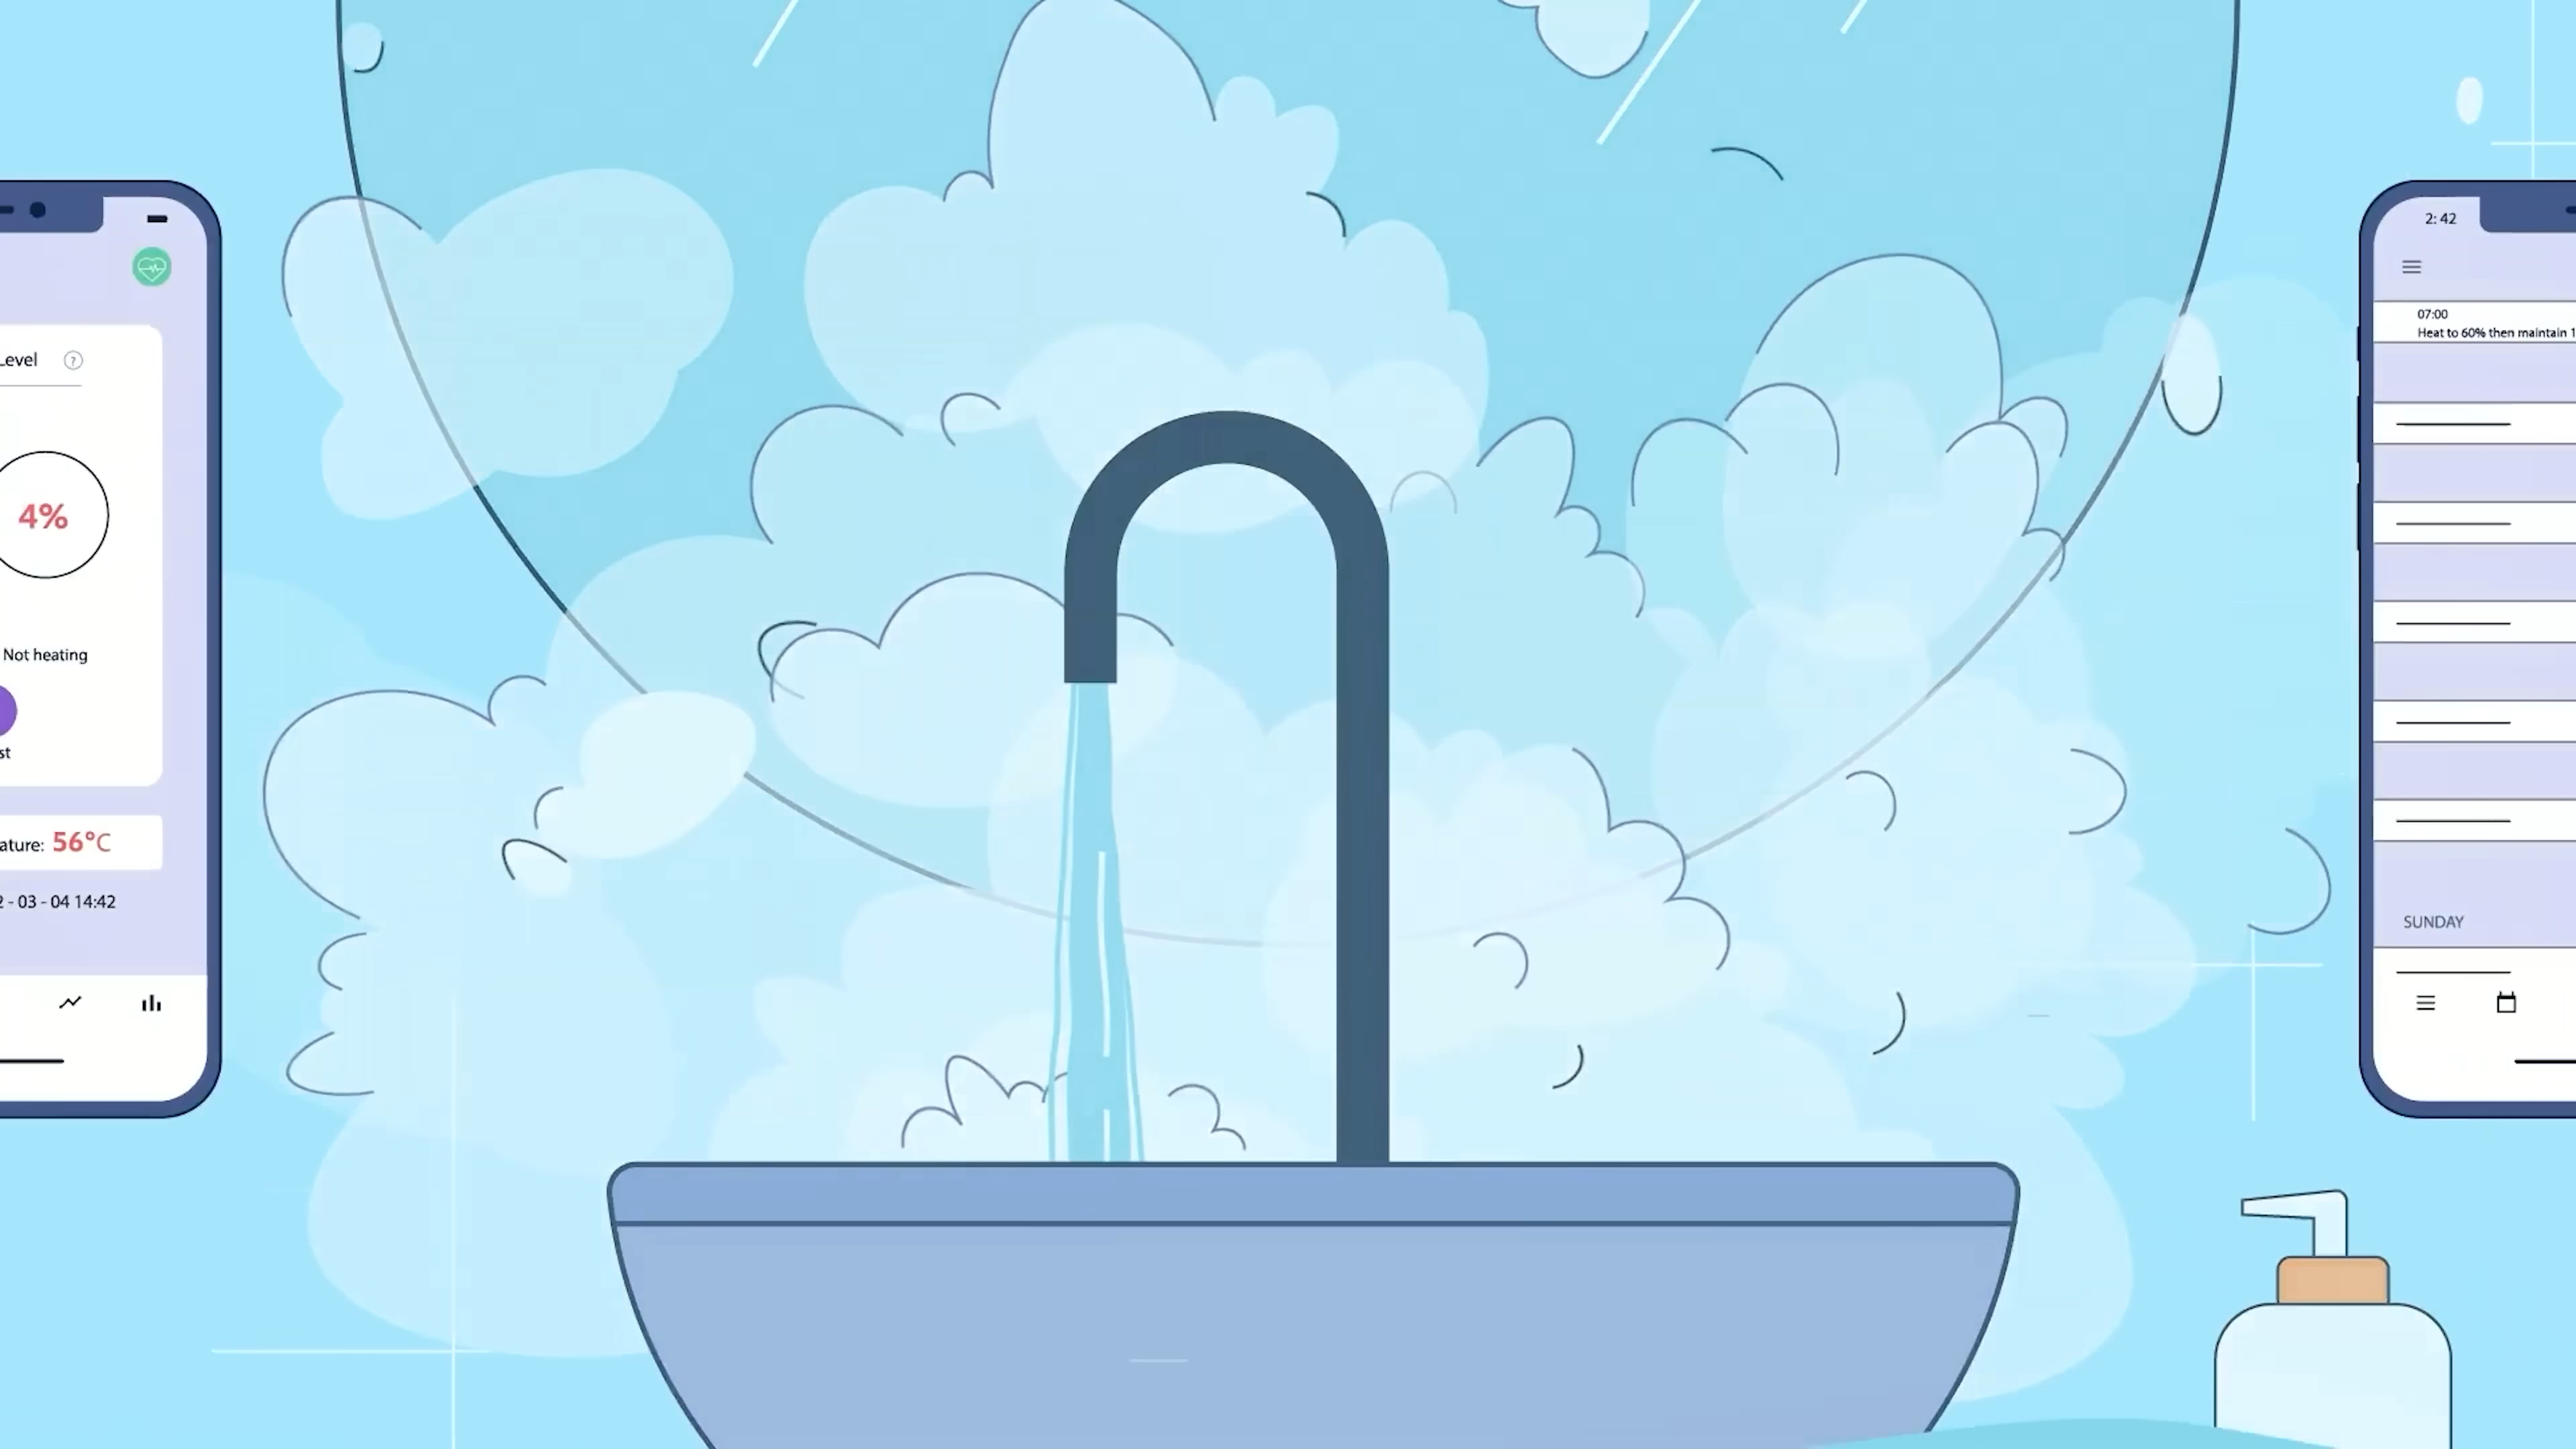 Level ?
4%
Not heating
st
ature: 56°C
2 - 03 - 04 14:42
2: 42
07:00
Heat to 60% then maintain 1
SUNDAY